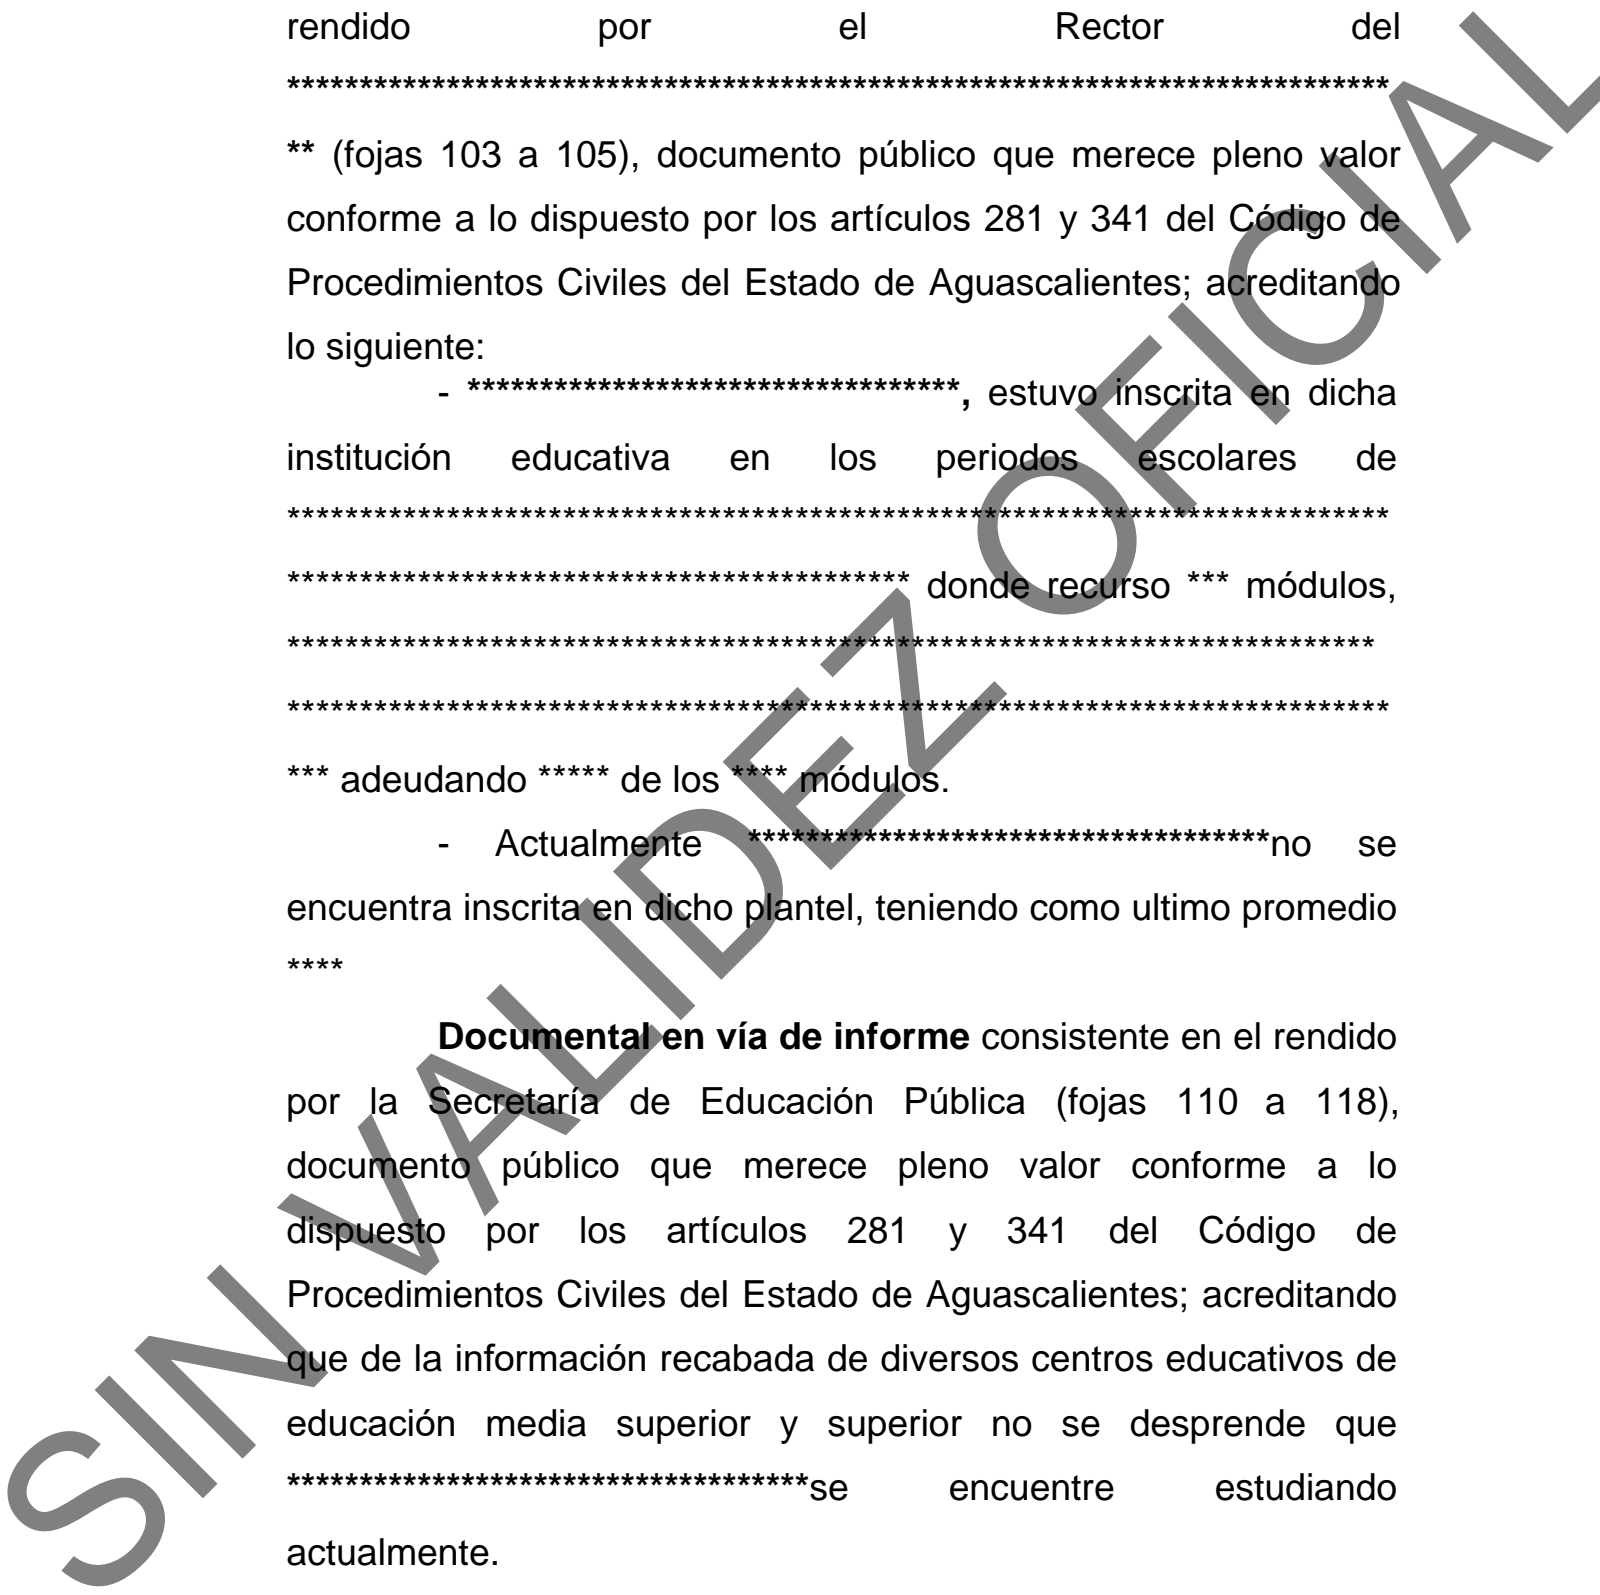 rendido por el Rector del
****************************************************************************
** (fojas 103 a 105), documento público que merece pleno valor
conforme a lo dispuesto por los artículos 281 y 341 del Código de
Procedimientos Civiles del Estado de Aguascalientes; acreditando
lo siguiente:
- **********************************, estuvo inscrita en dicha
institución educativa en los periodos escolares de
****************************************************************************
******************************************* donde recurso *** módulos,
***************************************************************************
****************************************************************************
*** adeudando ***** de los **** módulos.
- Actualmente ************************************no se
encuentra inscrita en dicho plantel, teniendo como ultimo promedio
****
Documental en vía de informe consistente en el rendido
por la Secretaría de Educación Pública (fojas 110 a 118),
documento público que merece pleno valor conforme a lo
dispuesto por los artículos 281 y 341 del Código de
Procedimientos Civiles del Estado de Aguascalientes; acreditando
que de la información recabada de diversos centros educativos de
educación media superior y superior no se desprende que
************************************se encuentre estudiando
actualmente.
SIN VALIDEZ OFICIAL